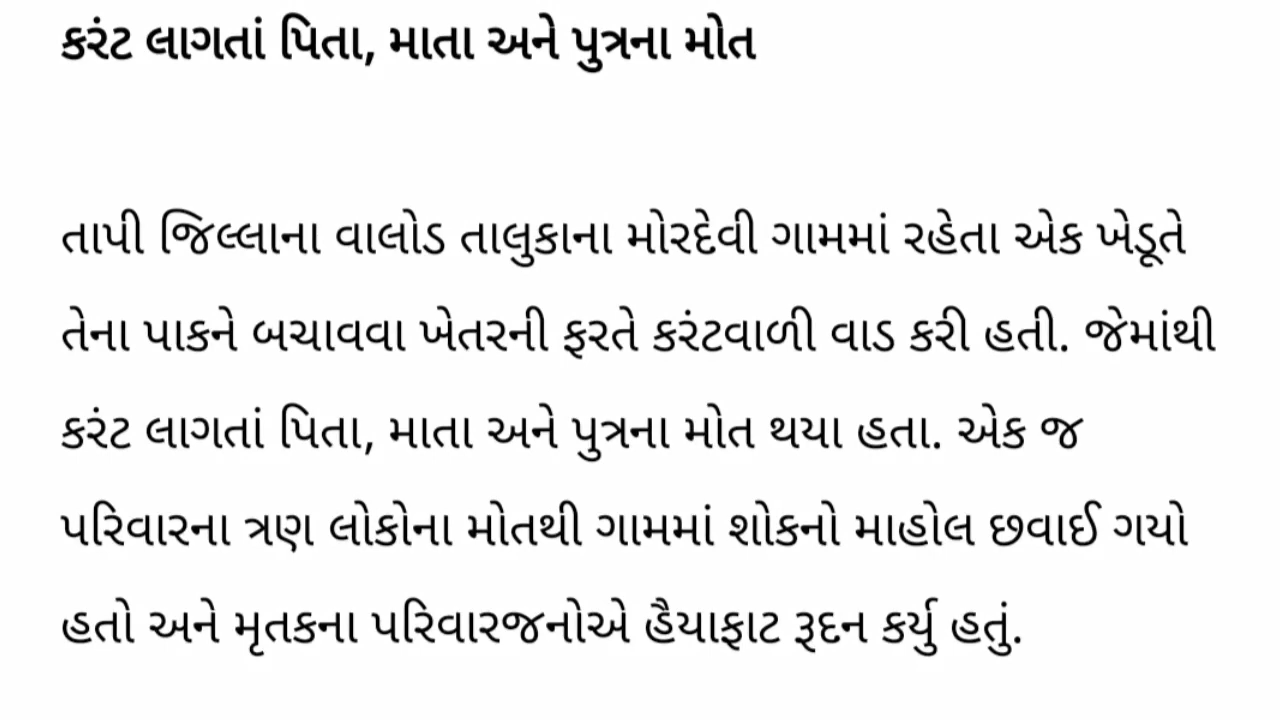 કરંટ લાગતાં પિતા, માતા અને પુત્રના મોત
તાપી જિલ્લાના વાલોડ તાલુકાના મોરદેવી ગામમાં રહેતા એક ખેડૂતે
તેના પાકને બચાવવા ખેતરની ફરતે કરંટવાળી વાડ કરી હતી. જેમાંથી
કરંટ લાગતાં પિતા, માતા અને પુત્રના મોત થયા હતા. એક જ
પરિવારના ત્રણ લોકોના મોતથી ગામમાં શોકનો માહોલ છવાઈ ગયો
હતો અને મૃતકના પરિવારજનોએ હૈયાફાટ રૂદન કર્યુ હતું.